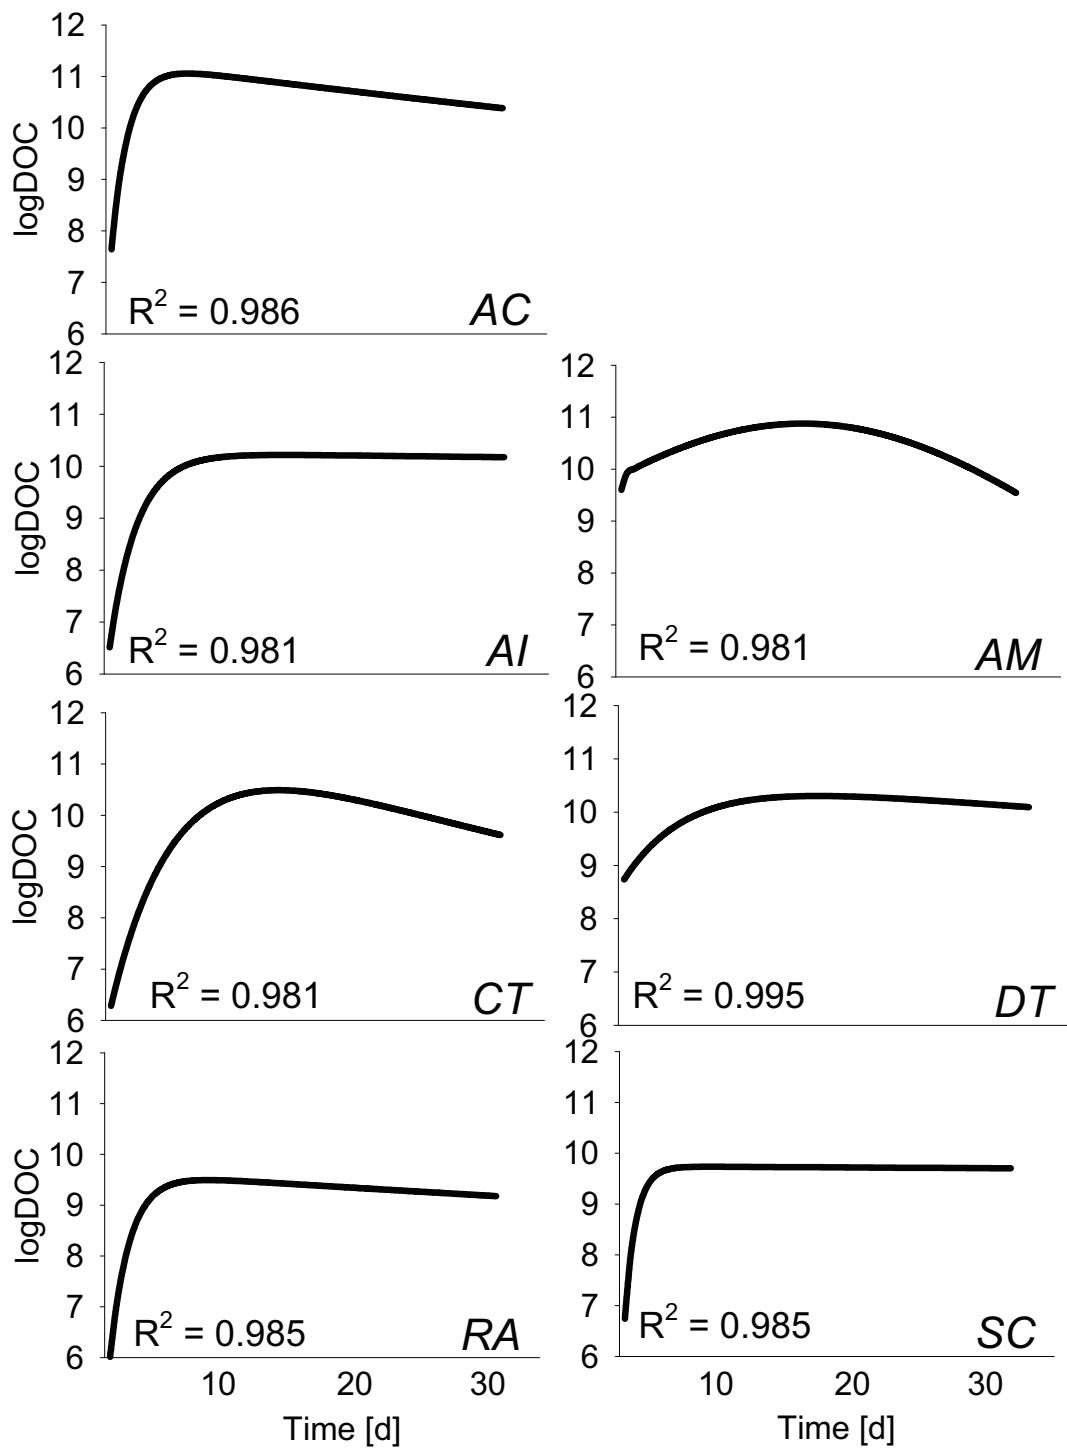 12
11
10
9
8
7
6
logDOC
R² = 0.986
AC
12
11
10
9
8
7
6
logDOC
R² = 0.981
AI
12
11
10
9
8
7
6
R² = 0.981
AM
12
11
10
9
8
7
6
logDOC
R² = 0.981
CT
12
11
10
9
8
7
6
R² = 0.995
DT
12
11
10
9
8
7
6
logDOC
R² = 0.985
RA
10 20 30
Time [d]
12
11
10
9
8
7
6
R² = 0.985
SC
10 20 30
Time [d]